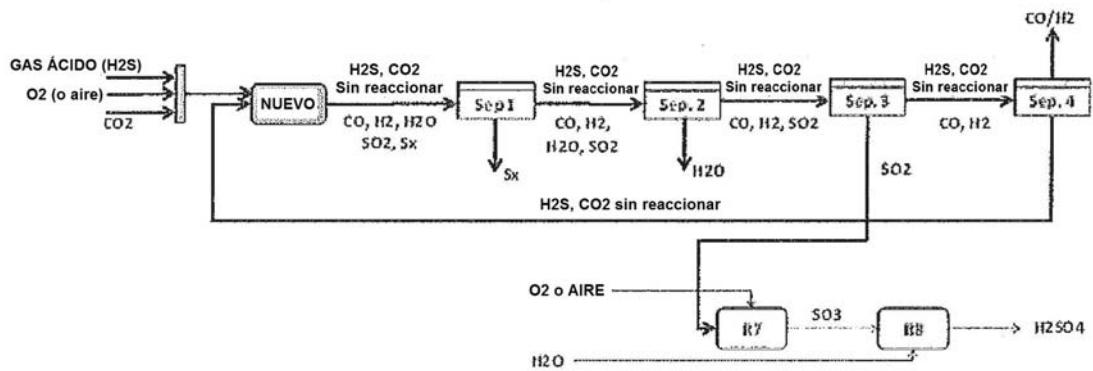 CO/H2
GAS ÁCIDO (H2S)
O2 (o aire)
CO2
NUEVO
H2S, CO2
Sin reaccionar
CO, H2, H2O
SO2, Sx
Sep1
Sx
H2S, CO2
Sin reaccionar
CO, H2,
H2O, SO2
Sep. 2
H2O
H2S, CO2
Sin reaccionar
CO, H2, SO2
Sep. 3
SO2
H2S, CO2
Sin reaccionar
CO, H2
Sep. 4
H2S, CO2 sin reaccionar
O2 o AIRE
R7
SO3
R8
H2SO4
H2O